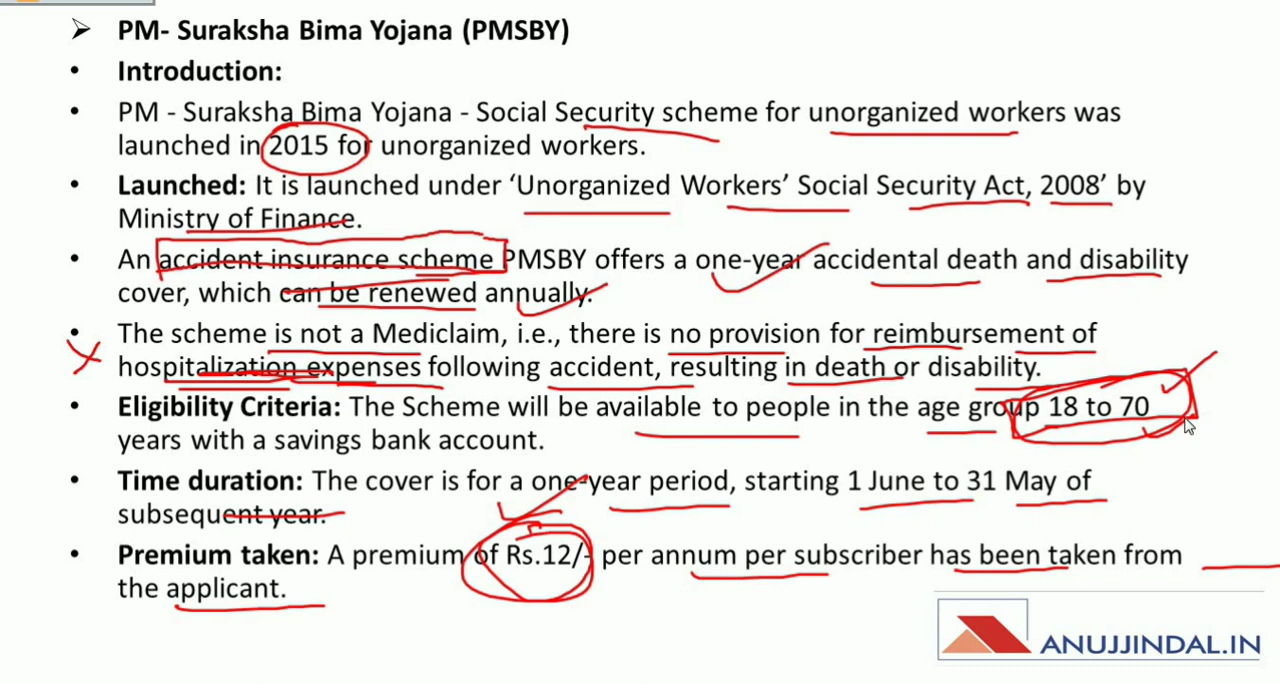 ➢ PM- Suraksha Bima Yojana (PMSBY)
• Introduction:
• PM - Suraksha Bima Yojana - Social Security scheme for unorganized workers was
launched in 2015 for unorganized workers.
• Launched: It is launched under ‘Unorganized Workers’ Social Security Act, 2008’ by
Ministry of Finance.
• An accident insurance scheme PMSBY offers a one-year accidental death and disability
cover, which can be renewed annually.
• The scheme is not a Mediclaim, i.e., there is no provision for reimbursement of
hospitalization expenses following accident, resulting in death or disability.
• Eligibility Criteria: The Scheme will be available to people in the age group 18 to 70
years with a savings bank account.
• Time duration: The cover is for a one-year period, starting 1 June to 31 May of
subsequent year.
• Premium taken: A premium of Rs.12/- per annum per subscriber has been taken from
the applicant.
ANUJJINDAL.IN